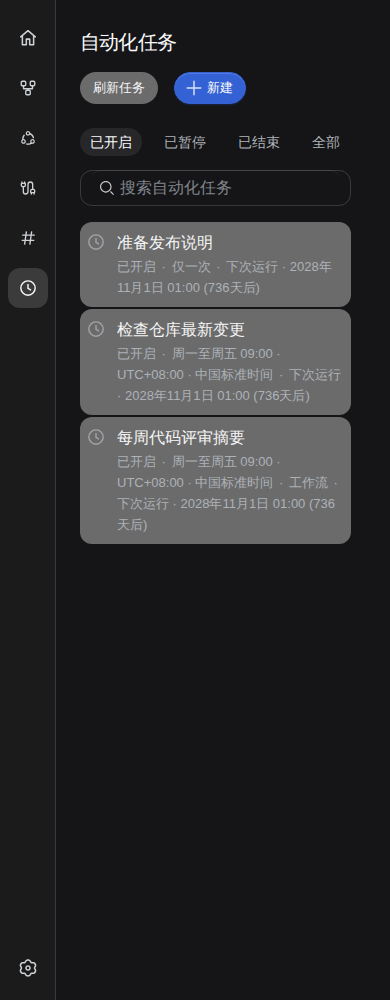 自动化任务
刷新任务
新建
已开启 已暂停 已结束 全部
搜索自动化任务
准备发布说明
已开启 · 仅一次 · 下次运行 · 2028年
11月1日 01:00 (736天后)
检查仓库最新变更
已开启 · 周一至周五 09:00 ·
UTC+08:00 · 中国标准时间 · 下次运行
· 2028年11月1日 01:00 (736天后)
每周代码评审摘要
已开启 · 周一至周五 09:00 ·
UTC+08:00 · 中国标准时间 · 工作流 ·
下次运行 · 2028年11月1日 01:00 (736
天后)